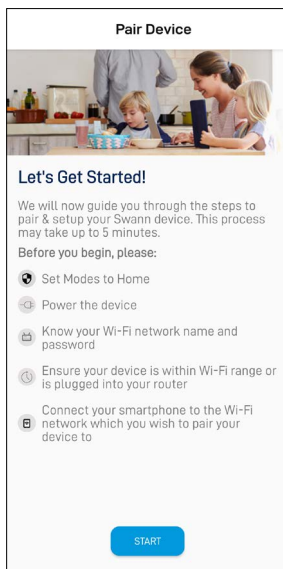 Pair Device
Let's Get Started!
We will now guide you through the steps to
pair & setup your Swann device. This process
may take up to 5 minutes.
Before you begin, please:
Set Modes to Home
Power the device
Know your Wi-Fi network name and
password
Ensure your device is within Wi-Fi range or
is plugged into your router
Connect your smartphone to the Wi-Fi
network which you wish to pair your
device to
START